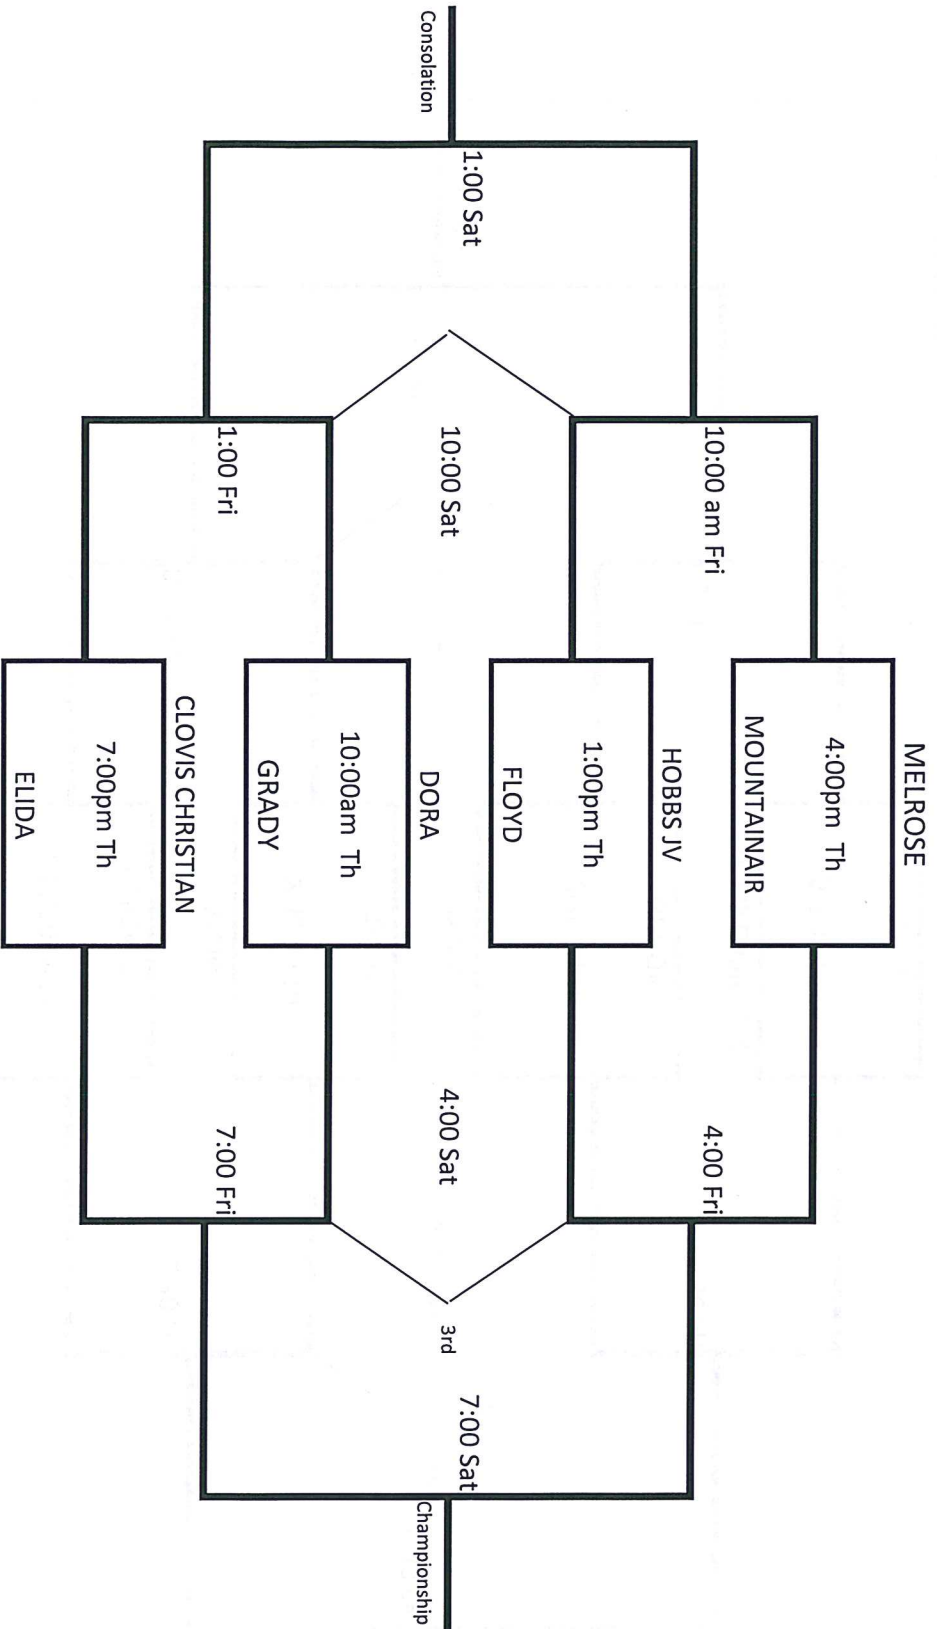 MELROSE
4:00pm Th
MOUNTAINAIR
10:00 am Fri
4:00 Fri
HOBBS JV
1:00pm Th
FLOYD
Consolation
1:00 Sat
10:00 Sat
4:00 Sat
3rd
7:00 Sat
Championship
DORA
10:00am Th
GRADY
1:00 Fri
7:00 Fri
CLOVIS CHRISTIAN
7:00pm Th
ELIDA